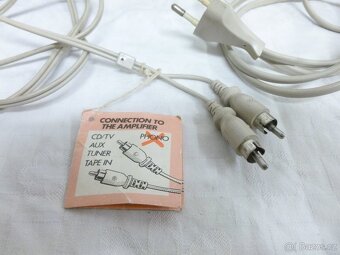 CONNECTION TO
THE AMPLIFIER
CD/TV PHONO
AUX
TUNER
TAPE IN